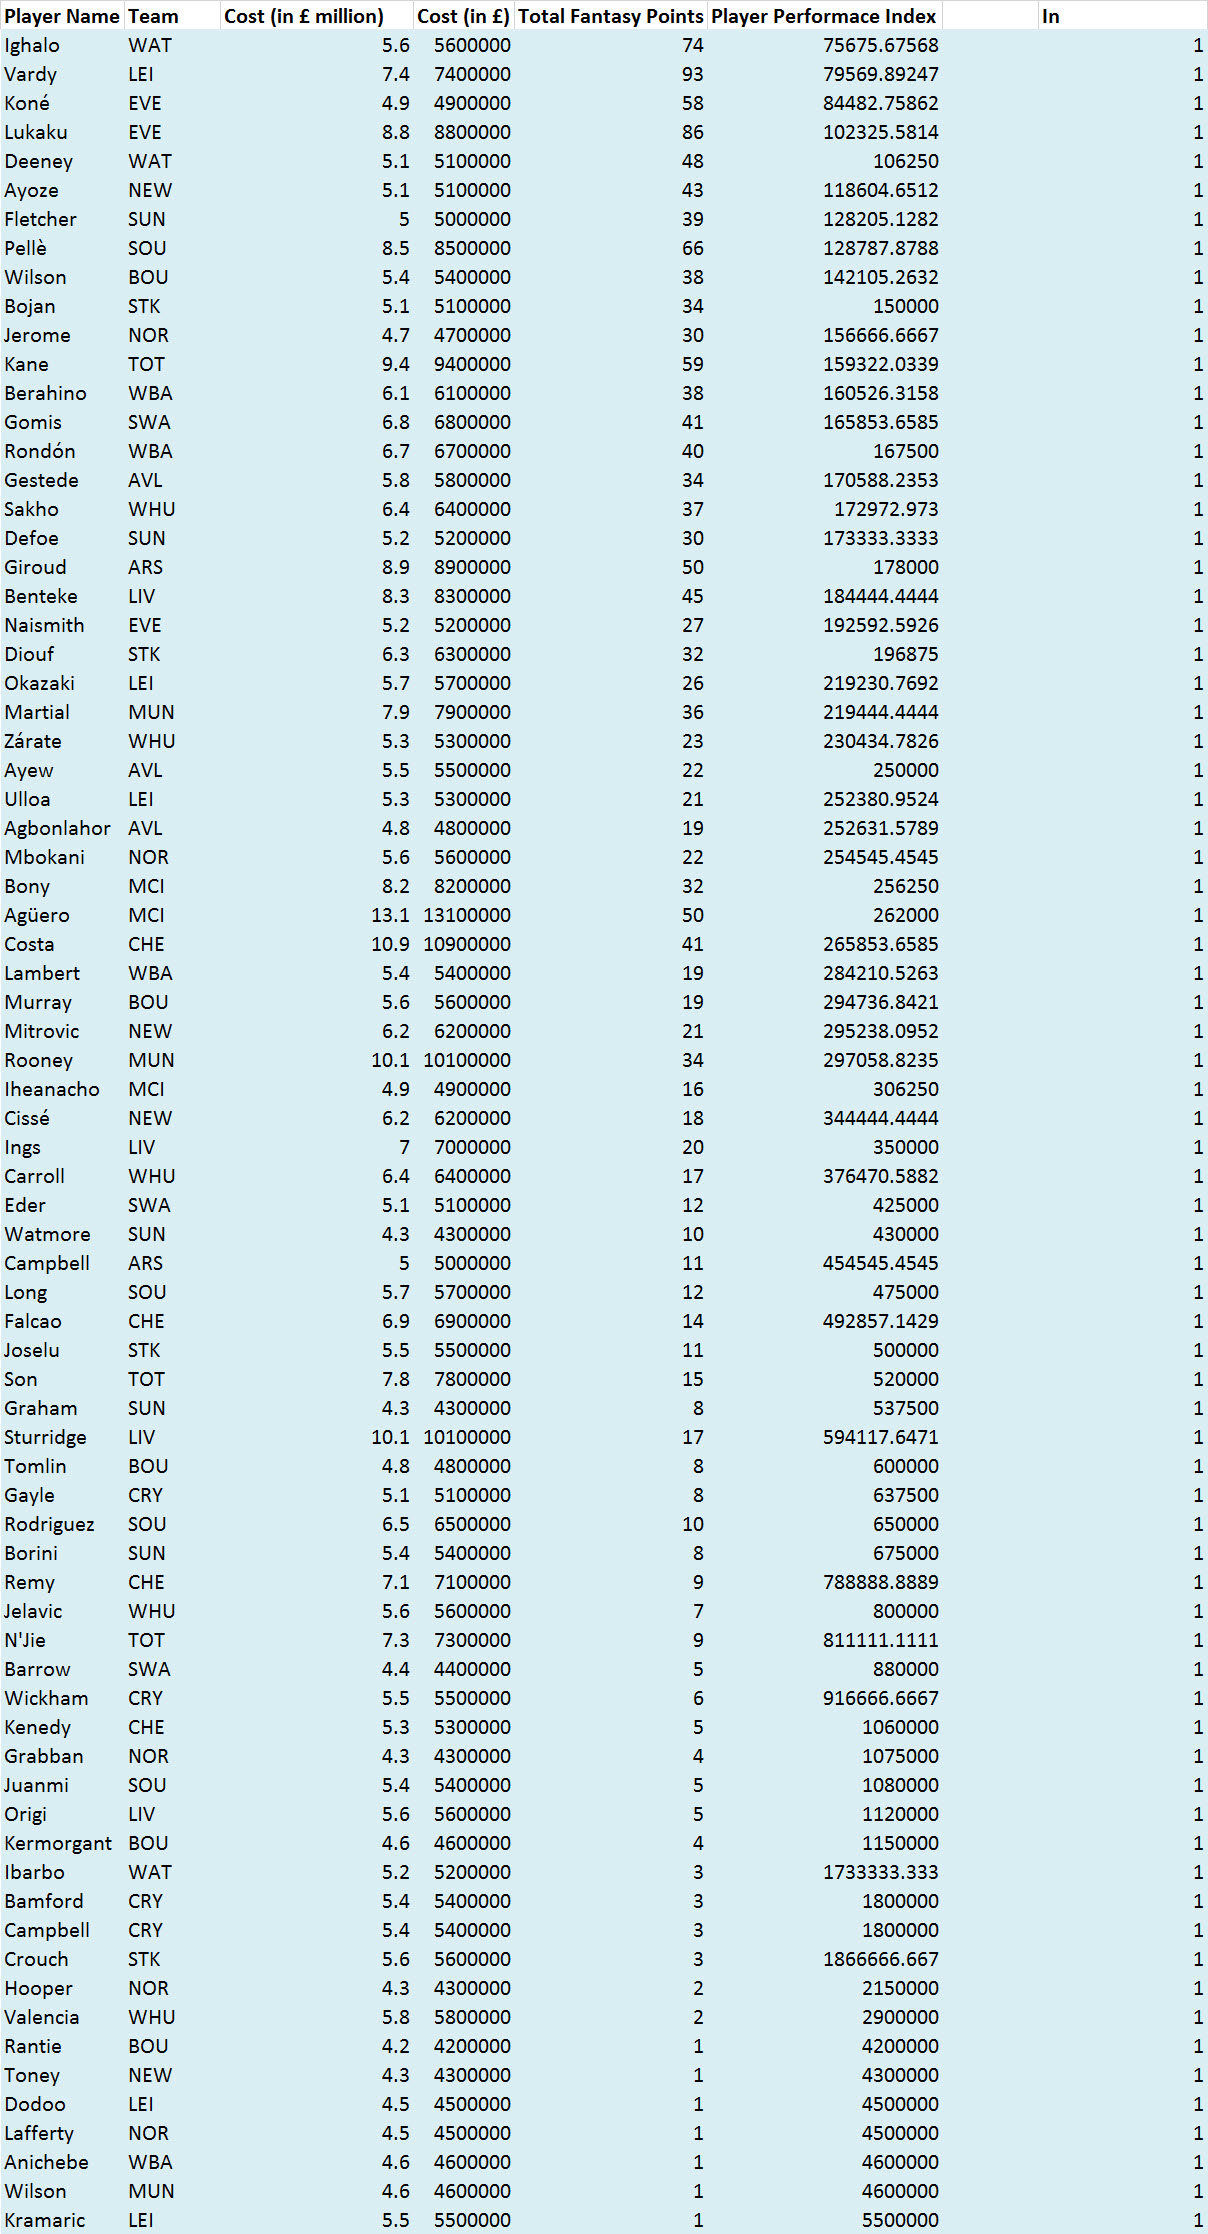 Player Name Team Cost (in £ million) Cost (in £) Total Fantasy Points Player Performace Index In
Ighalo WAT 5.6 5600000 74 75675.67568 1
Vardy LEI 7.4 7400000 93 79569.89247 1
Koné EVE 4.9 4900000 58 84482.75862 1
Lukaku EVE 8.8 8800000 86 102325.5814 1
Deeney WAT 5.1 5100000 48 106250 1
Ayoze NEW 5.1 5100000 43 118604.6512 1
Fletcher SUN 5 5000000 39 128205.1282 1
Pellè SOU 8.5 8500000 66 128787.8788 1
Wilson BOU 5.4 5400000 38 142105.2632 1
Bojan STK 5.1 5100000 34 150000 1
Jerome NOR 4.7 4700000 30 156666.6667 1
Kane TOT 9.4 9400000 59 159322.0339 1
Berahino WBA 6.1 6100000 38 160526.3158 1
Gomis SWA 6.8 6800000 41 165853.6585 1
Rondón WBA 6.7 6700000 40 167500 1
Gestede AVL 5.8 5800000 34 170588.2353 1
Sakho WHU 6.4 6400000 37 172972.973 1
Defoe SUN 5.2 5200000 30 173333.3333 1
Giroud ARS 8.9 8900000 50 178000 1
Benteke LIV 8.3 8300000 45 184444.4444 1
Naismith EVE 5.2 5200000 27 192592.5926 1
Diouf STK 6.3 6300000 32 196875 1
Okazaki LEI 5.7 5700000 26 219230.7692 1
Martial MUN 7.9 7900000 36 219444.4444 1
Zárate WHU 5.3 5300000 23 230434.7826 1
Ayew AVL 5.5 5500000 22 250000 1
Ulloa LEI 5.3 5300000 21 252380.9524 1
Agbonlahor AVL 4.8 4800000 19 252631.5789 1
Mbokani NOR 5.6 5600000 22 254545.4545 1
Bony MCI 8.2 8200000 32 256250 1
Agüero MCI 13.1 13100000 50 262000 1
Costa CHE 10.9 10900000 41 265853.6585 1
Lambert WBA 5.4 5400000 19 284210.5263 1
Murray BOU 5.6 5600000 19 294736.8421 1
Mitrovic NEW 6.2 6200000 21 295238.0952 1
Rooney MUN 10.1 10100000 34 297058.8235 1
Iheanacho MCI 4.9 4900000 16 306250 1
Cissé NEW 6.2 6200000 18 344444.4444 1
Ings LIV 7 7000000 20 350000 1
Carroll WHU 6.4 6400000 17 376470.5882 1
Eder SWA 5.1 5100000 12 425000 1
Watmore SUN 4.3 4300000 10 430000 1
Campbell ARS 5 5000000 11 454545.4545 1
Long SOU 5.7 5700000 12 475000 1
Falcao CHE 6.9 6900000 14 492857.1429 1
Joselu STK 5.5 5500000 11 500000 1
Son TOT 7.8 7800000 15 520000 1
Graham SUN 4.3 4300000 8 537500 1
Sturridge LIV 10.1 10100000 17 594117.6471 1
Tomlin BOU 4.8 4800000 8 600000 1
Gayle CRY 5.1 5100000 8 637500 1
Rodriguez SOU 6.5 6500000 10 650000 1
Borini SUN 5.4 5400000 8 675000 1
Remy CHE 7.1 7100000 9 788888.8889 1
Jelavic WHU 5.6 5600000 7 800000 1
N'Jie TOT 7.3 7300000 9 811111.1111 1
Barrow SWA 4.4 4400000 5 880000 1
Wickham CRY 5.5 5500000 6 916666.6667 1
Kenedy CHE 5.3 5300000 5 1060000 1
Grabban NOR 4.3 4300000 4 1075000 1
Juanmi SOU 5.4 5400000 5 1080000 1
Origi LIV 5.6 5600000 5 1120000 1
Kermorgant BOU 4.6 4600000 4 1150000 1
Ibarbo WAT 5.2 5200000 3 1733333.333 1
Bamford CRY 5.4 5400000 3 1800000 1
Campbell CRY 5.4 5400000 3 1800000 1
Crouch STK 5.6 5600000 3 1866666.667 1
Hooper NOR 4.3 4300000 2 2150000 1
Valencia WHU 5.8 5800000 2 2900000 1
Rantie BOU 4.2 4200000 1 4200000 1
Toney NEW 4.3 4300000 1 4300000 1
Dodoo LEI 4.5 4500000 1 4500000 1
Lafferty NOR 4.5 4500000 1 4500000 1
Anichebe WBA 4.6 4600000 1 4600000 1
Wilson MUN 4.6 4600000 1 4600000 1
Kramaric LEI 5.5 5500000 1 5500000 1